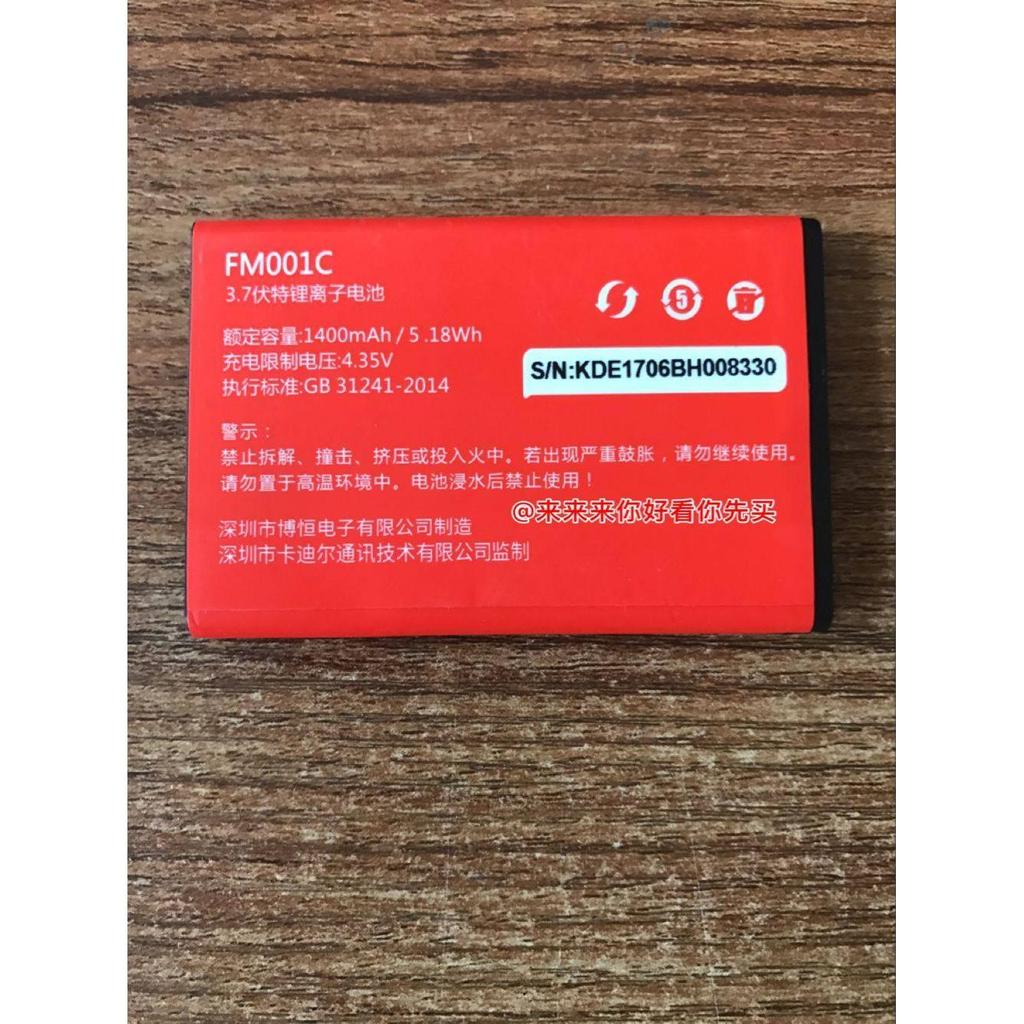 FM001C
3.7伏特锂离子电池
5
额定容量:1400mAh / 5.18Wh
充电限制电压:4.35V
执行标准:GB 31241-2014
S/N:KDE1706BH008330
警示：
禁止拆解、撞击、挤压或投入火中。若出现严重鼓胀，请勿继续使用。
请勿置于高温环境中。电池浸水后禁止使用！
@来来来你好看你先买
深圳市博恒电子有限公司制造
深圳市卡迪尔通讯技术有限公司监制